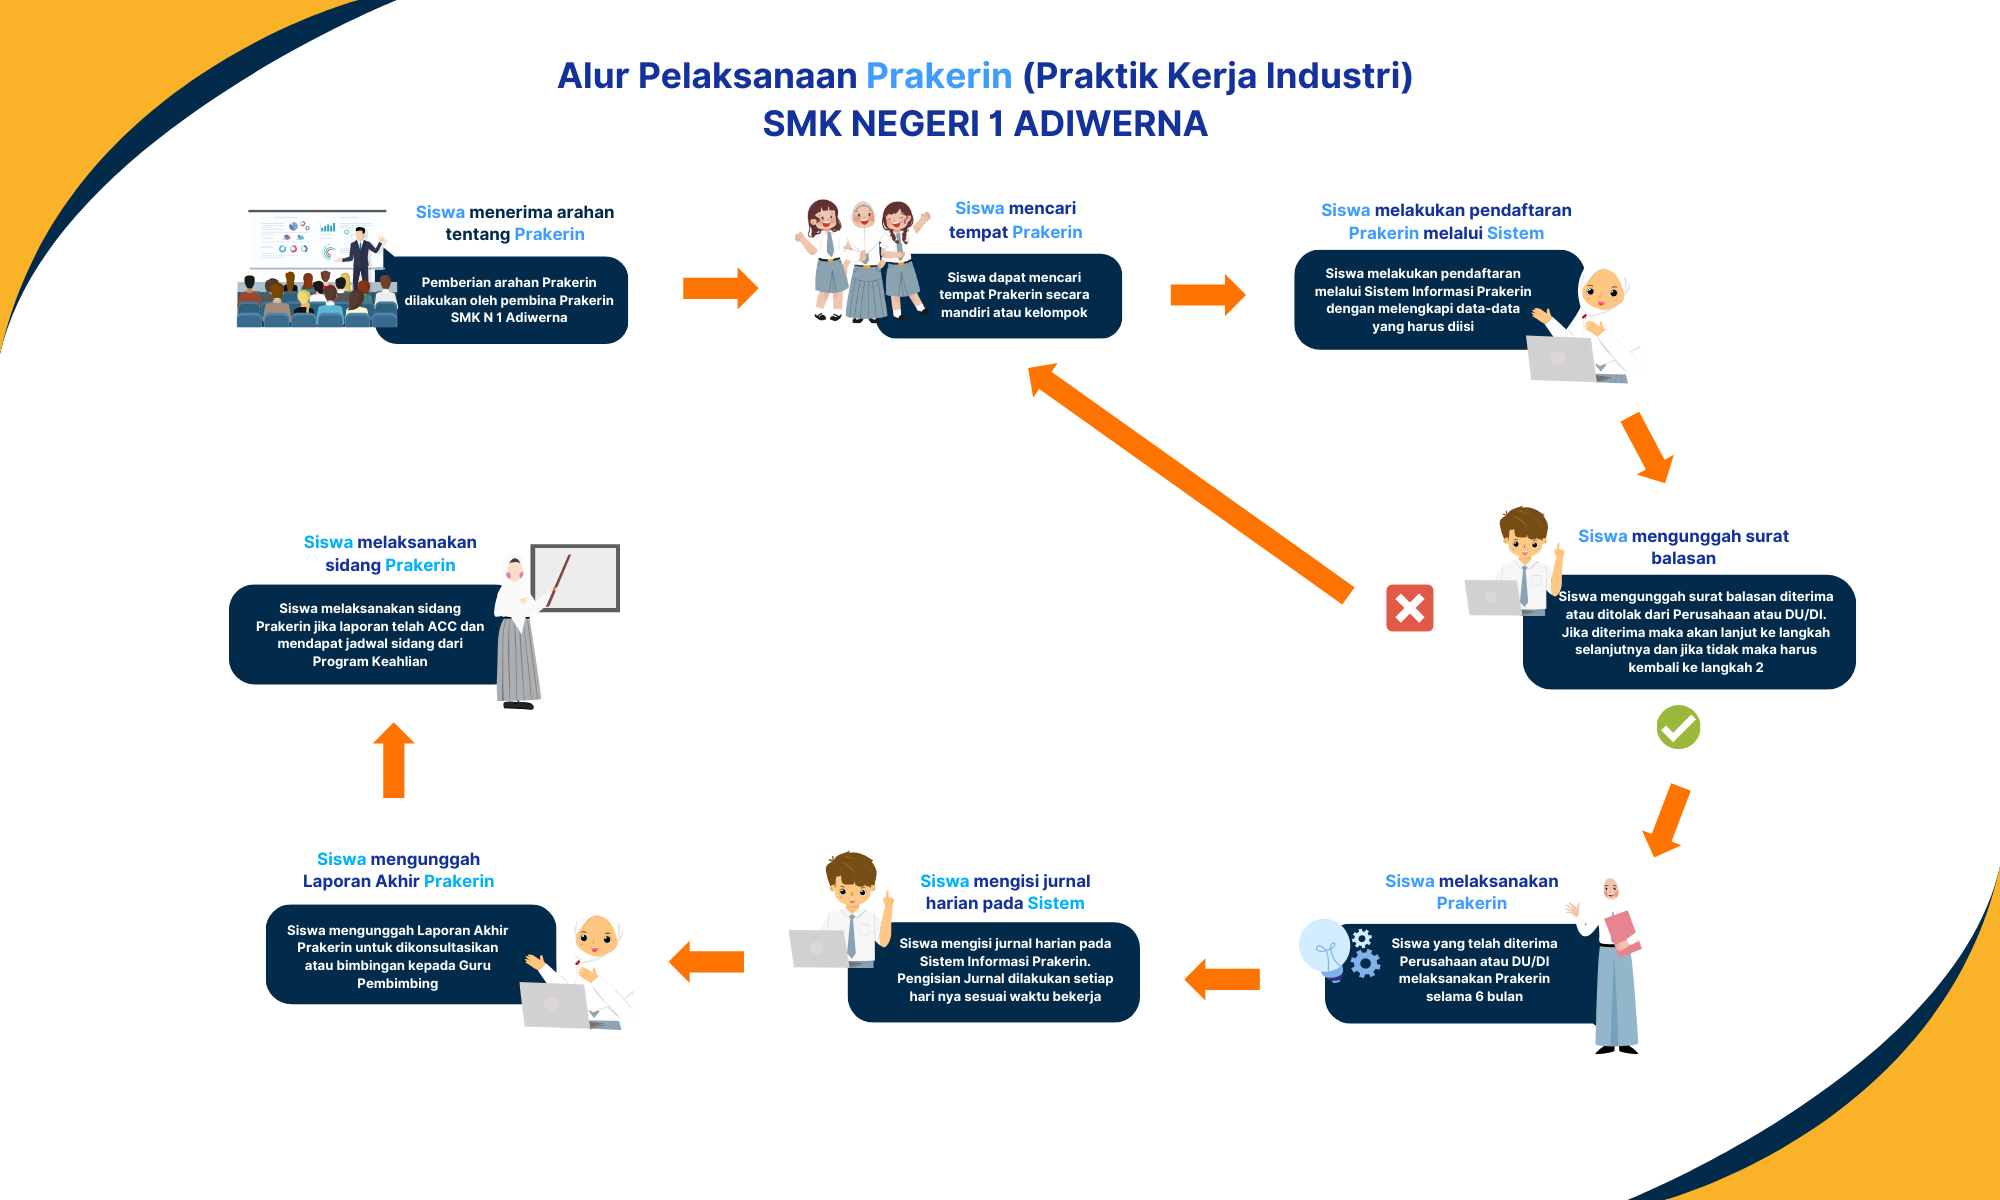 Alur Pelaksanaan Prakerin (Praktik Kerja Industri)
SMK NEGERI 1 ADIWERNA
Siswa menerima arahan
tentang Prakerin
Pemberian arahan Prakerin
dilakukan oleh pembina Prakerin
SMK N 1 Adiwerna
Siswa mencari
tempat Prakerin
Siswa dapat mencari
tempat Prakerin secara
mandiri atau kelompok
Siswa melakukan pendaftaran
Prakerin melalui Sistem
Siswa melakukan pendaftaran
melalui Sistem Informasi Prakerin
dengan melengkapi data-data
yang harus diisi
Siswa mengunggah surat
balasan
Siswa mengunggah surat balasan diterima
atau ditolak dari Perusahaan atau DU/DI.
Jika diterima maka akan lanjut ke langkah
selanjutnya dan jika tidak maka harus
kembali ke langkah 2
Siswa melaksanakan
Prakerin
Siswa yang telah diterima
Perusahaan atau DU/DI
melaksanakan Prakerin
selama 6 bulan
Siswa mengisi jurnal
harian pada Sistem
Siswa mengisi jurnal harian pada
Sistem Informasi Prakerin.
Pengisian Jurnal dilakukan setiap
hari nya sesuai waktu bekerja
Siswa mengunggah
Laporan Akhir Prakerin
Siswa mengunggah Laporan Akhir
Prakerin untuk dikonsultasikan
atau bimbingan kepada Guru
Pembimbing
Siswa melaksanakan
sidang Prakerin
Siswa melaksanakan sidang
Prakerin jika laporan telah ACC dan
mendapat jadwal sidang dari
Program Keahlian